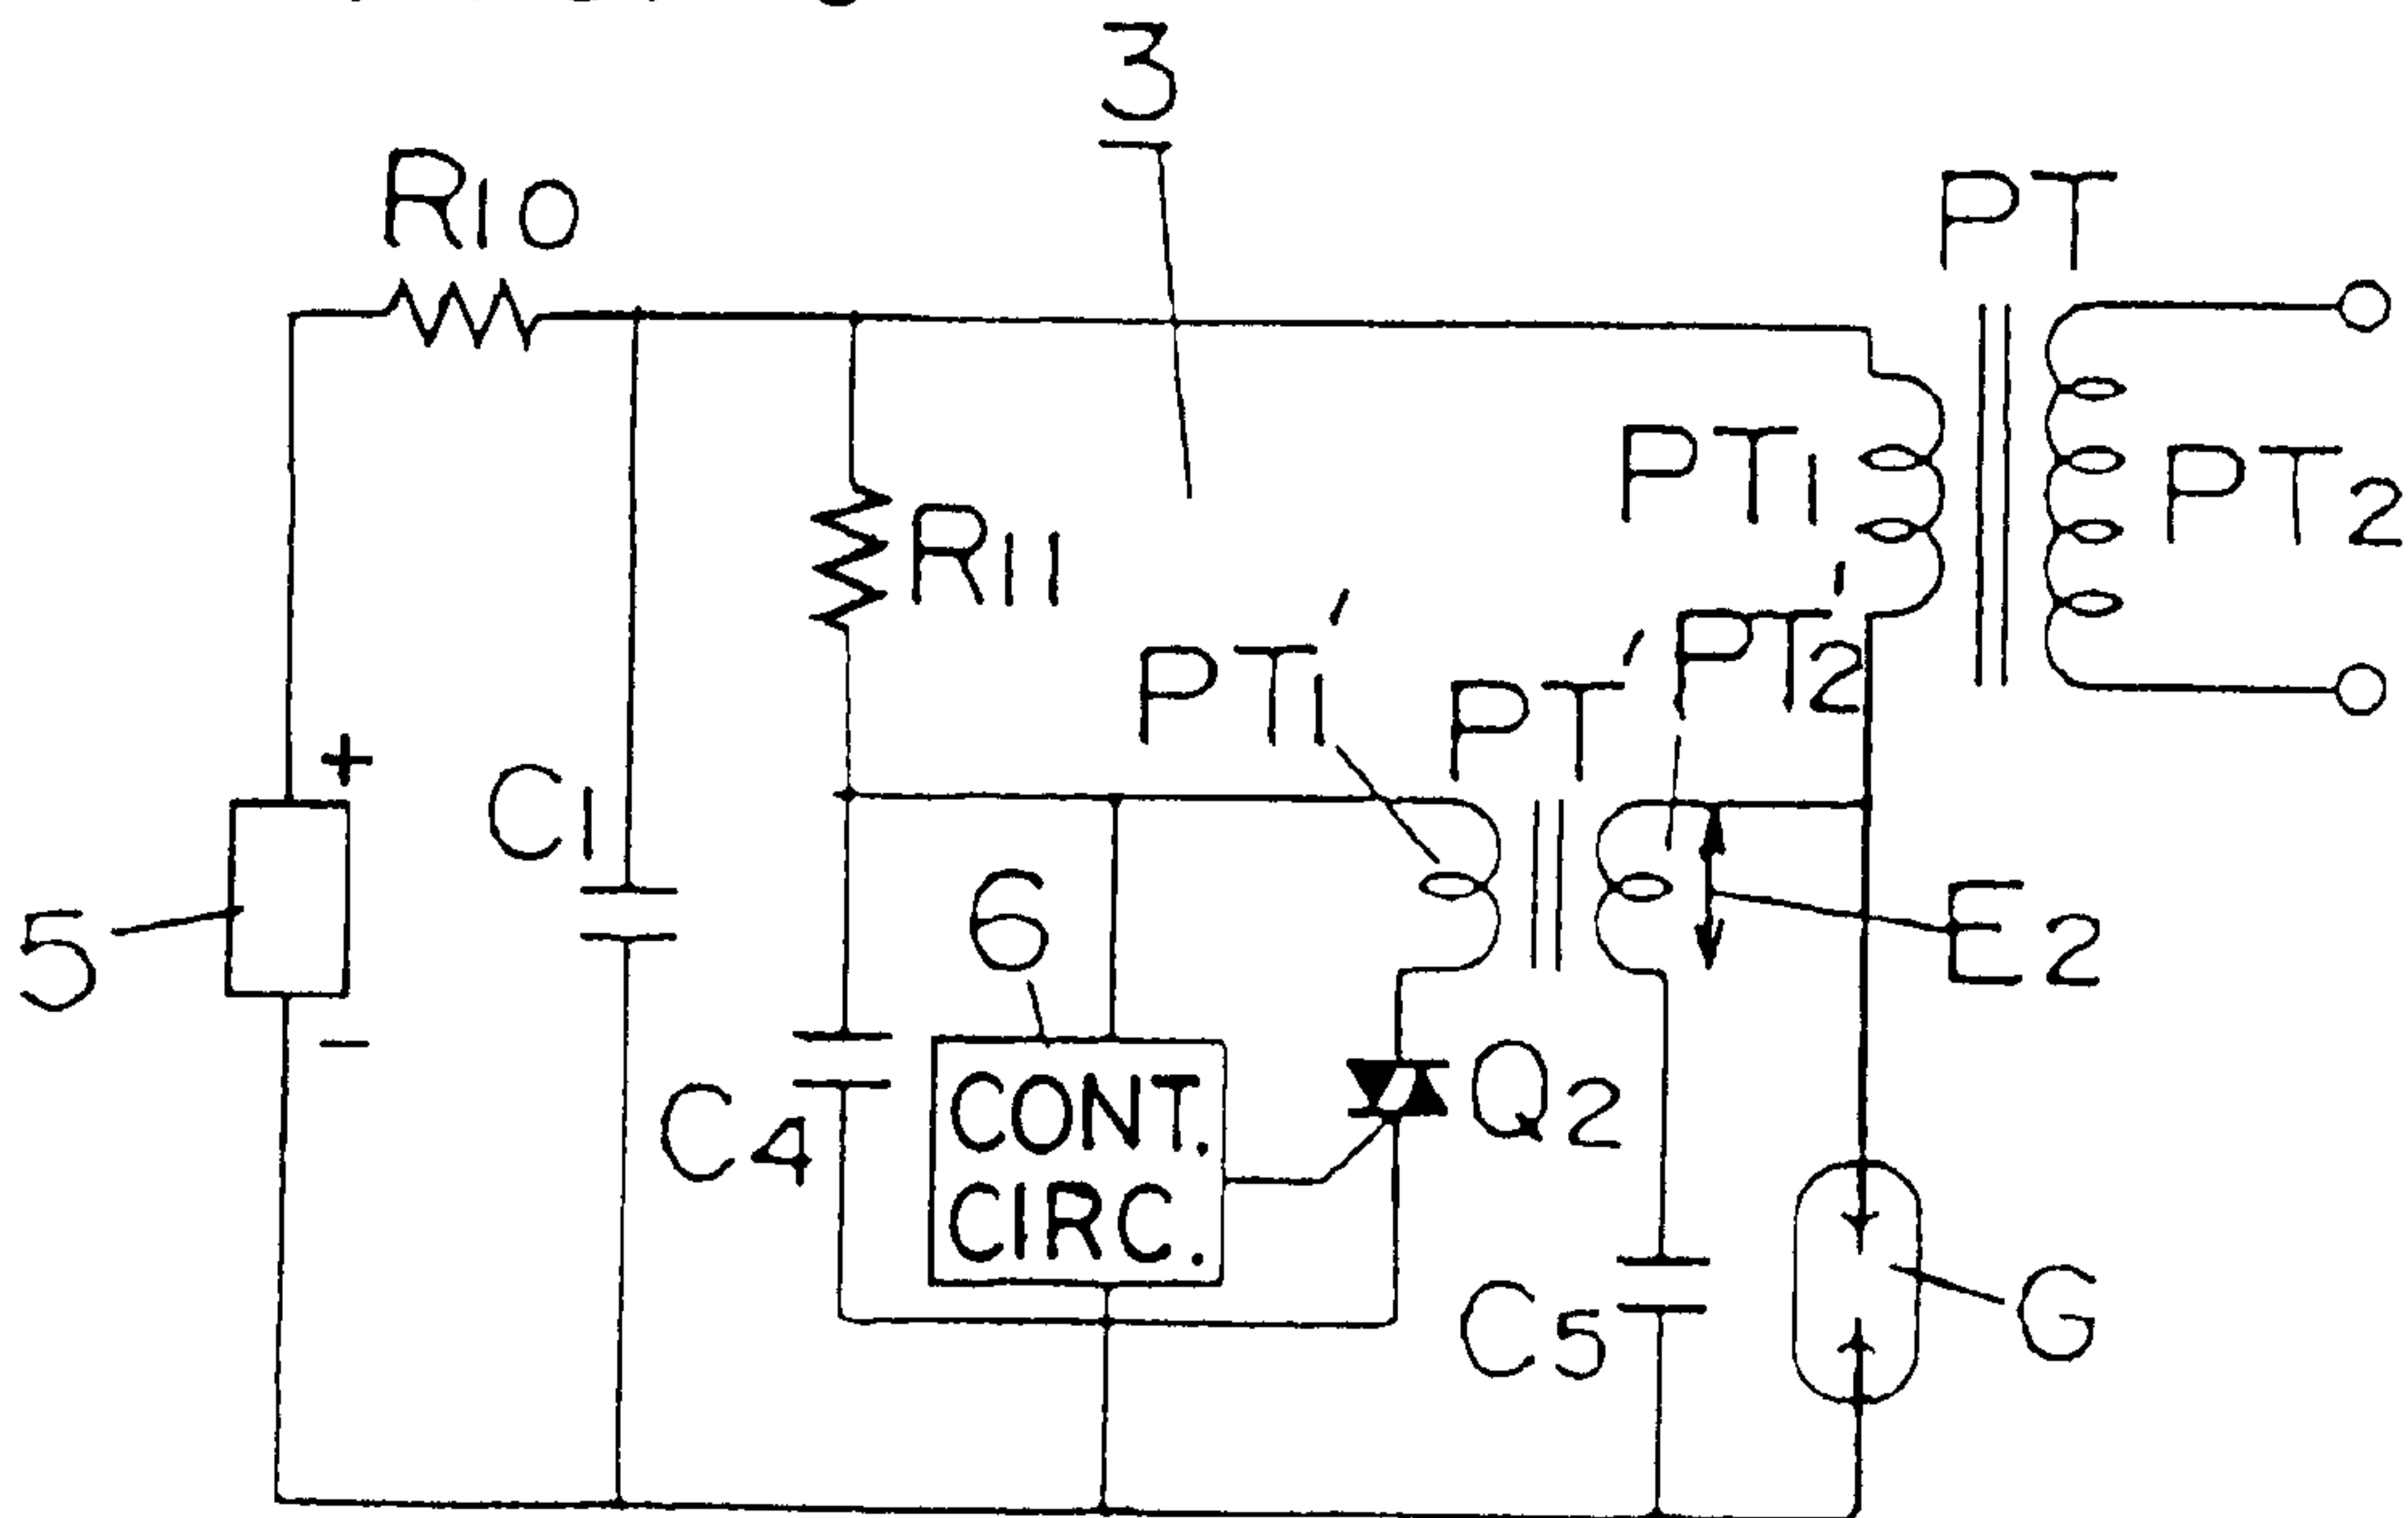 3
R10
PT
PT1
PT2
R11
PT1'
PT'
PT2'
+
C1
5
6
E2
-
C4
CONT.
CIRC.
Q2
C5
G